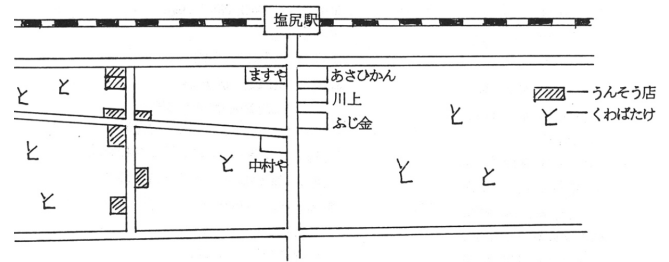 塩尻駅
ますや
あさひかん
川上
ふじ金
中村や
うんそう店
くわばたけ